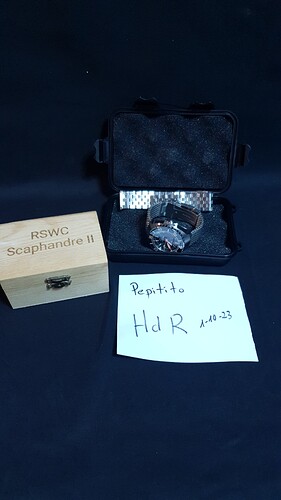 RSWC
Scaphandre II
Pepitito
HdR 1-10-23